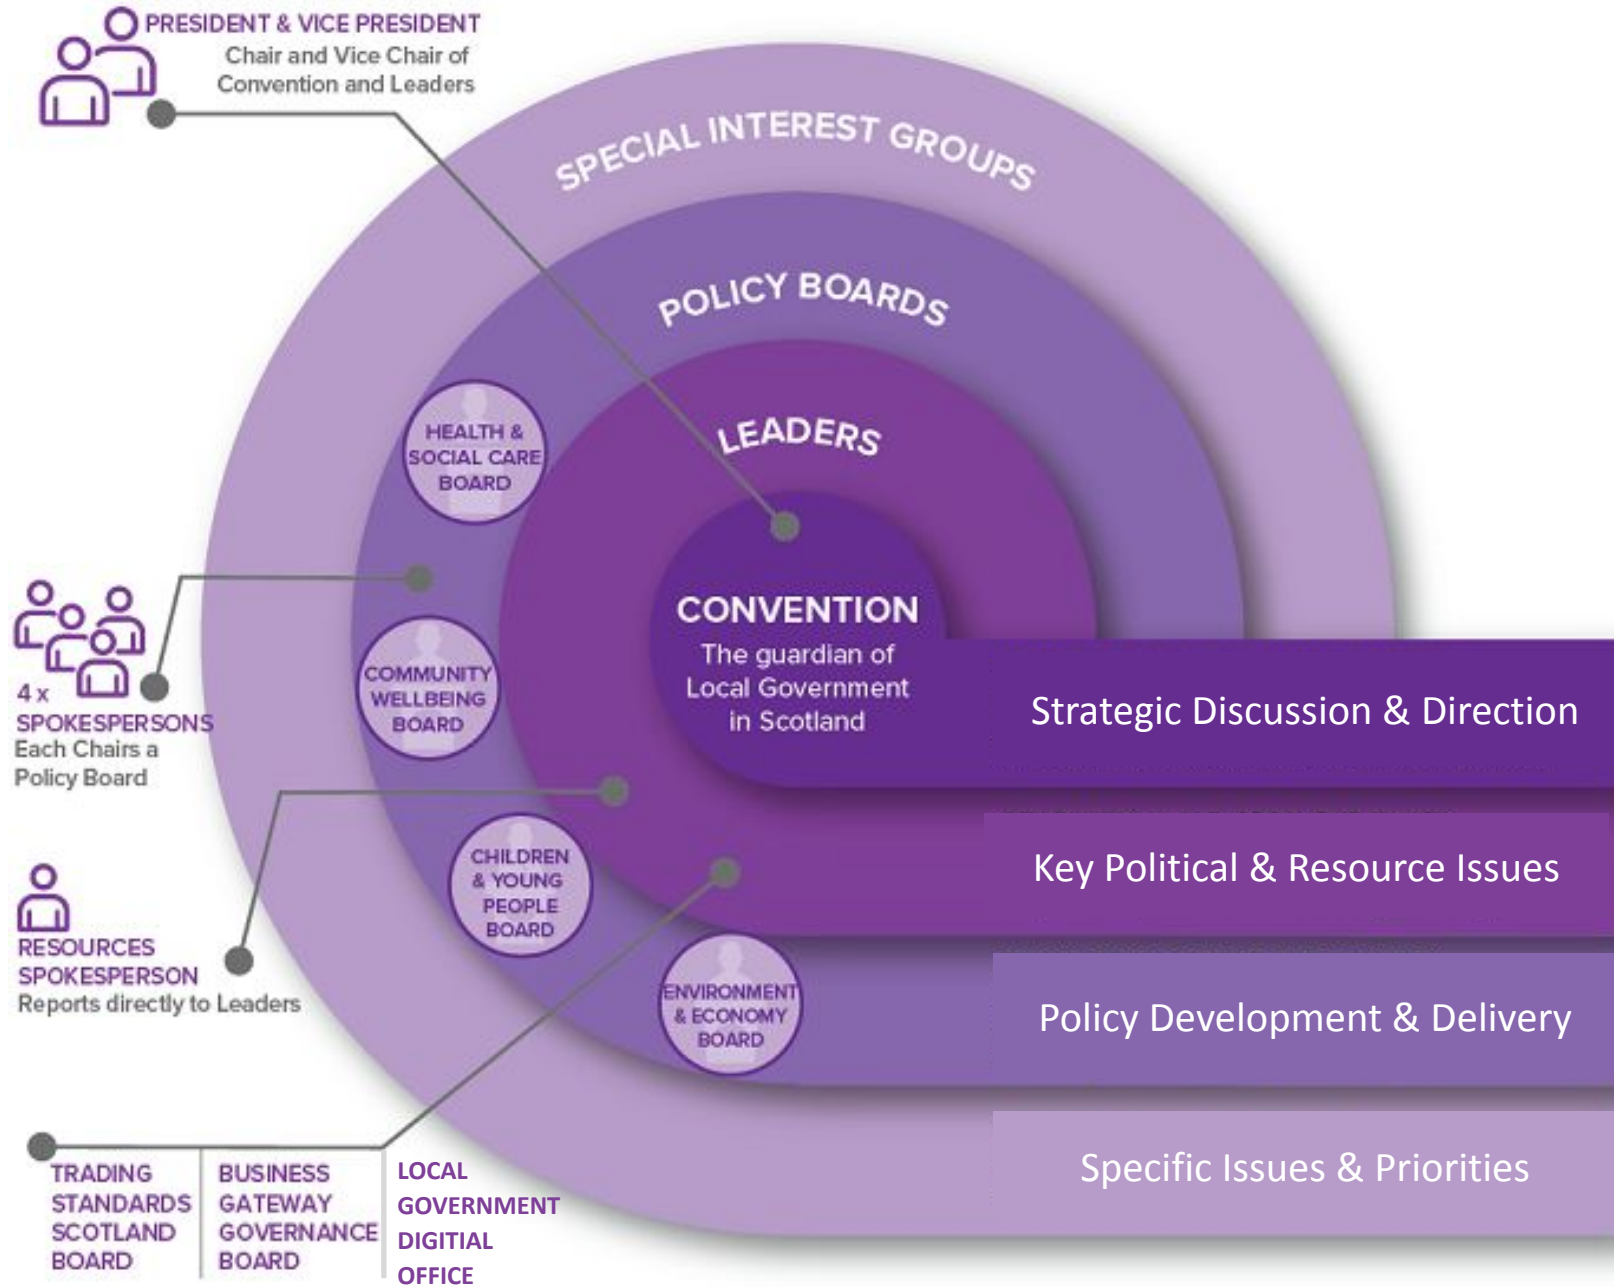 PRESIDENT & VICE PRESIDENT
Chair and Vice Chair of
Convention and Leaders
SPECIAL INTEREST GROUPS
POLICY BOARDS
LEADERS
HEALTH &
SOCIAL CARE
BOARD
CONVENTION
The guardian of
Local Government
in Scotland
4 x
SPOKESPERSONS
Each Chairs a
Policy Board
COMMUNITY
WELLBEING
BOARD
Strategic Discussion & Direction
CHILDREN
& YOUNG
PEOPLE
BOARD
Key Political & Resource Issues
RESOURCES
SPOKESPERSON
Reports directly to Leaders
ENVIRONMENT
& ECONOMY
BOARD
Policy Development & Delivery
TRADING
STANDARDS
SCOTLAND
BOARD
BUSINESS
GATEWAY
GOVERNANCE
BOARD
LOCAL
GOVERNMENT
DIGITIAL
OFFICE
Specific Issues & Priorities